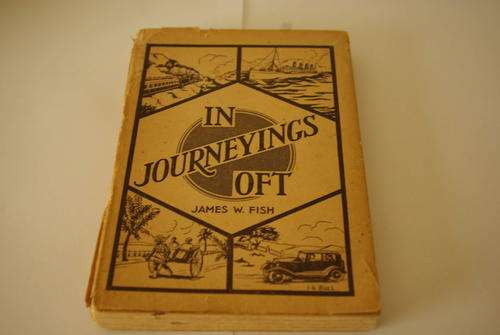 IN
JOURNEYINGS
OFT
JAMES W. FISH